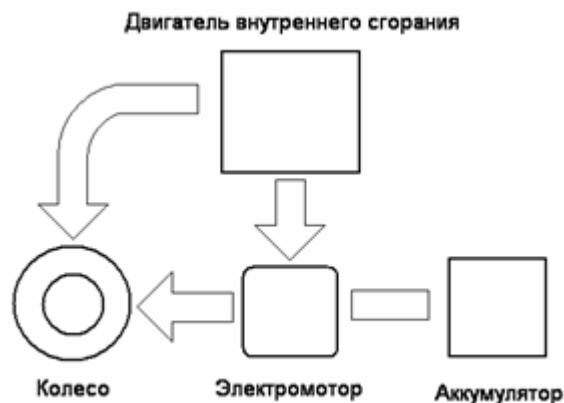 Двигатель внутреннего сгорания
Колесо
Электромотор
Аккумулятор